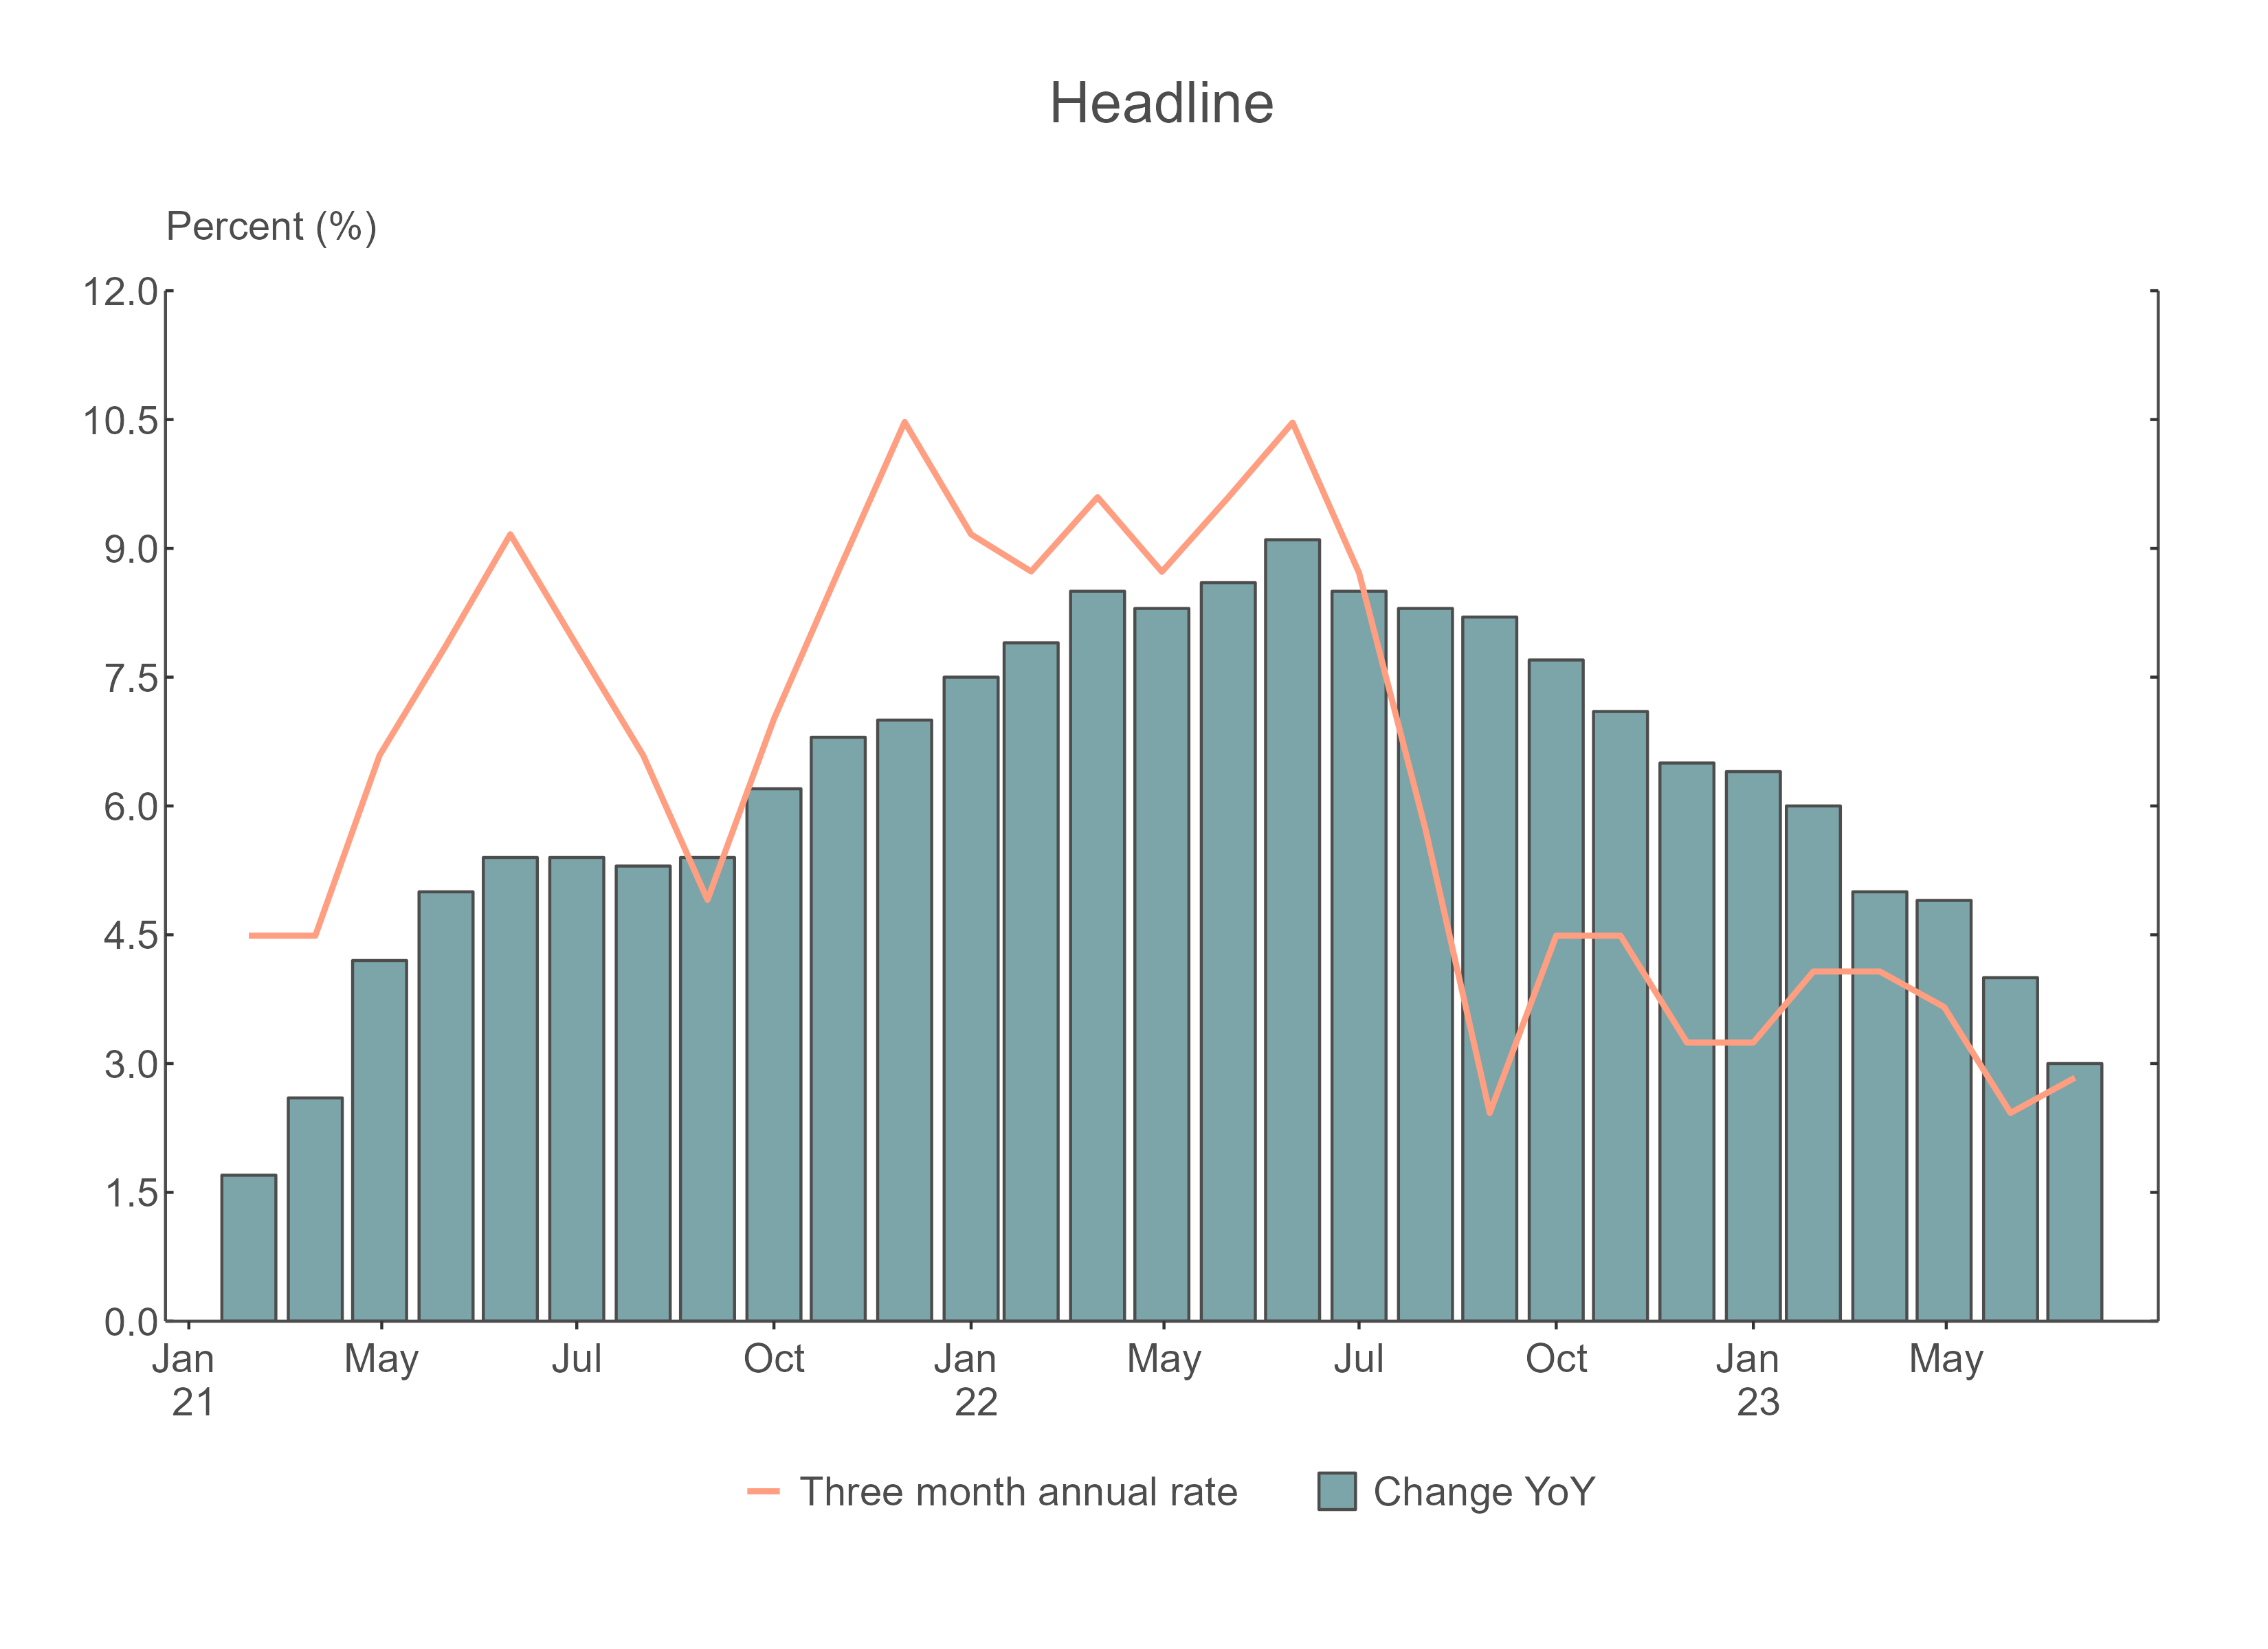 Headline
Percent (%)
12.0
10.5
9.0
7.5
6.0
4.5
3.0
1.5
0.0
Jan May Jul Oct Jan May Jul Oct Jan May
21 22 23
Three month annual rate Change YoY